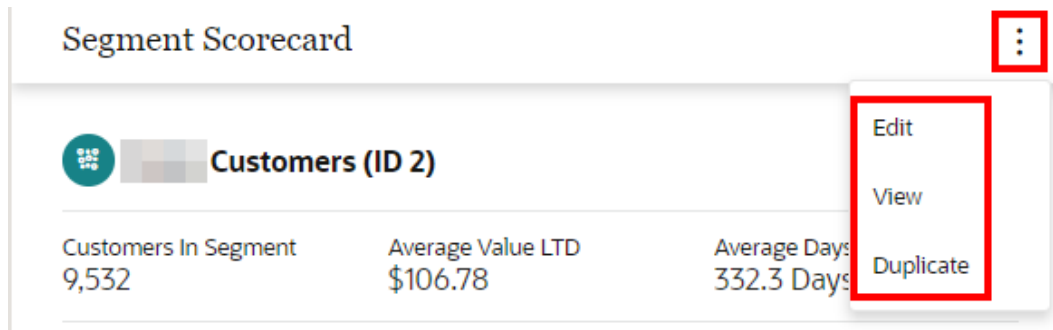 Segment Scorecard
Customers (ID 2)
Edit
View
Customers In Segment
9,532
Average Value LTD
$106.78
Average Days
332.3 Days
Duplicate